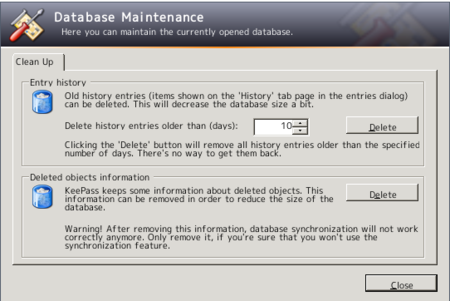 Database Maintenance
Here you can maintain the currently opened database.
Clean Up
Entry history
Old history entries (items shown on the 'History' tab page in the entries dialog)
can be deleted. This will decrease the database size a bit.
Delete history entries older than (days):
10
Delete
Clicking the 'Delete' button will remove all history entries older than the specified
number of days. There's no way to get them back.
Deleted objects information
KeePass keeps some information about deleted objects. This
information can be removed in order to reduce the size of the
database.
Delete
Warning! After removing this information, database synchronization will not work
correctly anymore. Only remove it, if you're sure that you won't use the
synchronization feature.
Close